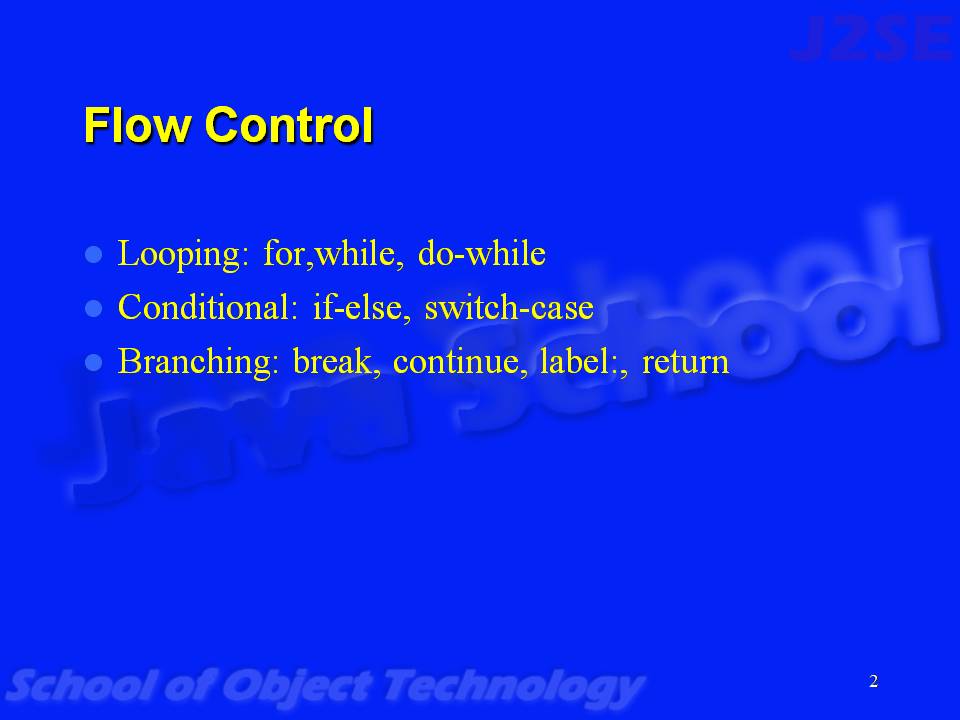 J2SE
Flow Control
Looping: for,while, do-while
Conditional: if-else, switch-case
Branching: break, continue, label:, return
Java School
School of Object Technology
2